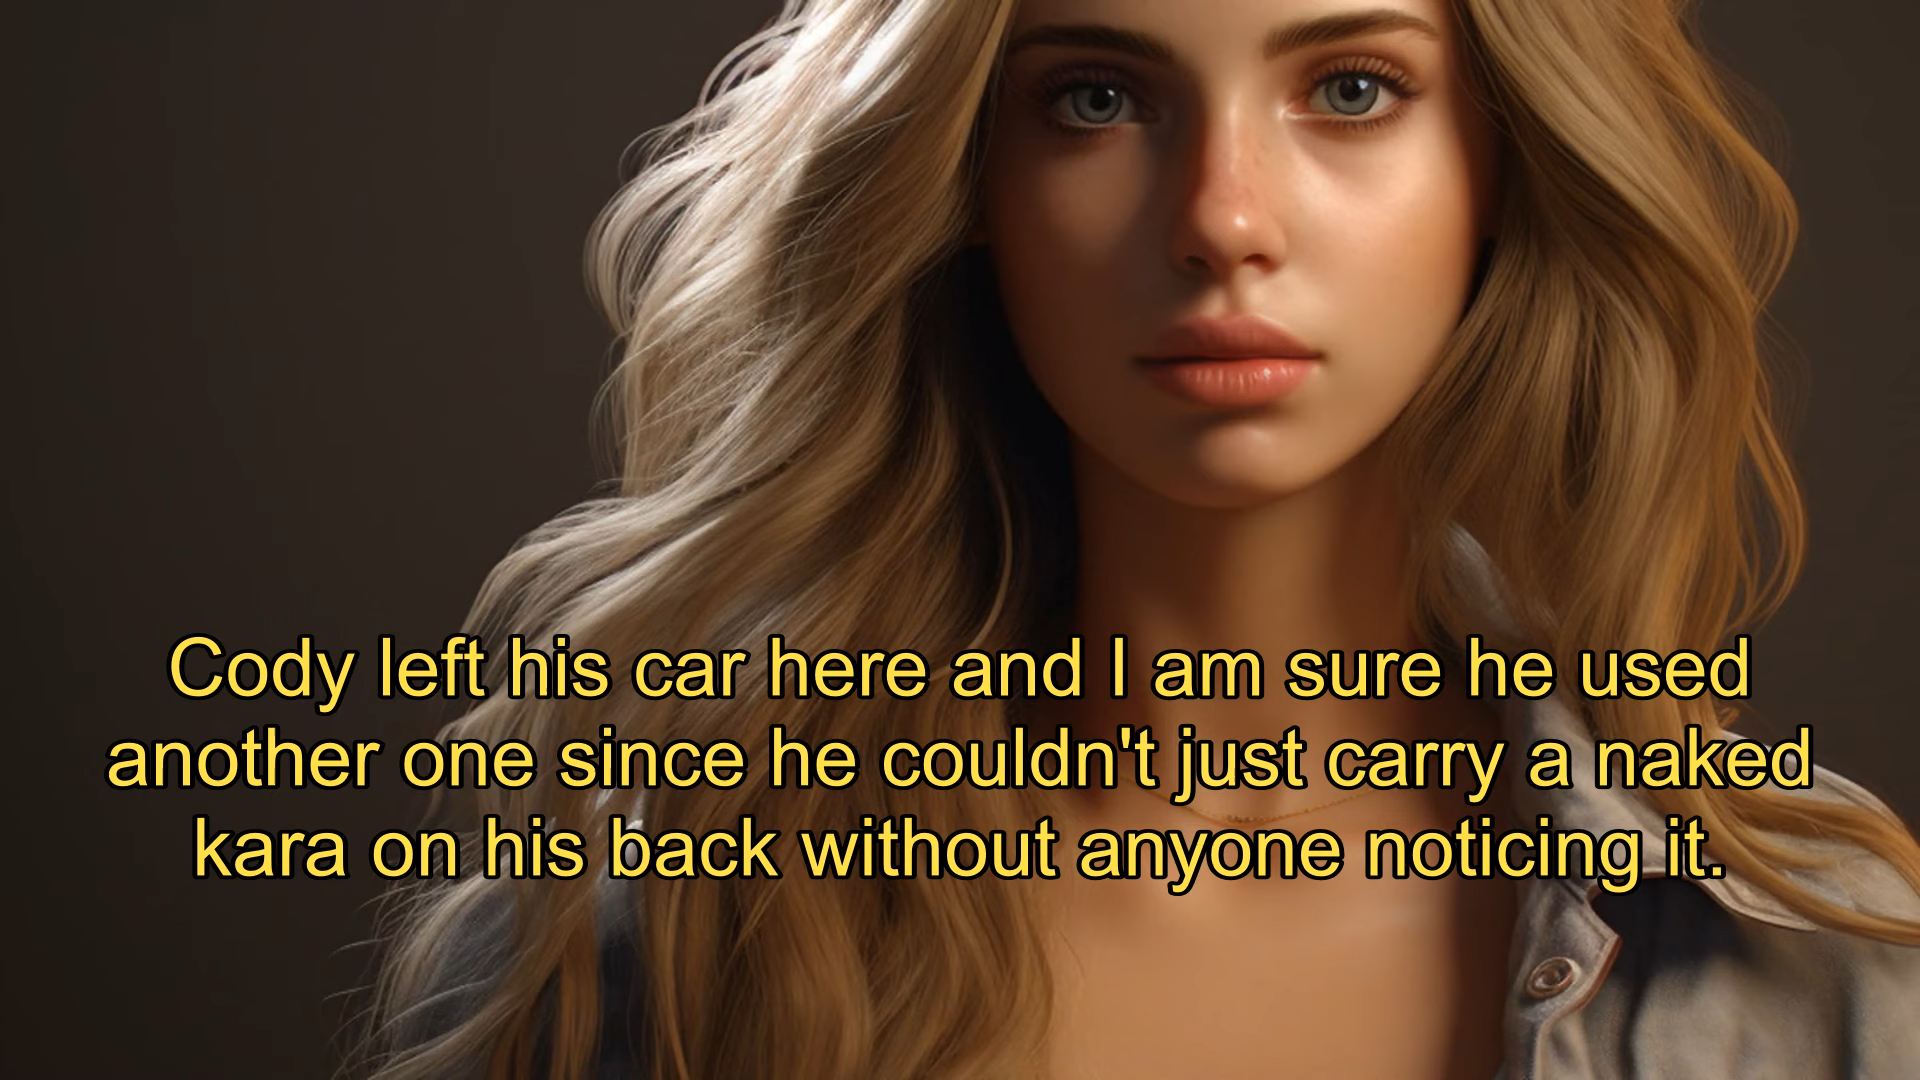 Cody left his car here and I am sure he used
another one since he couldn't just carry a naked
kara on his back without anyone noticing it.